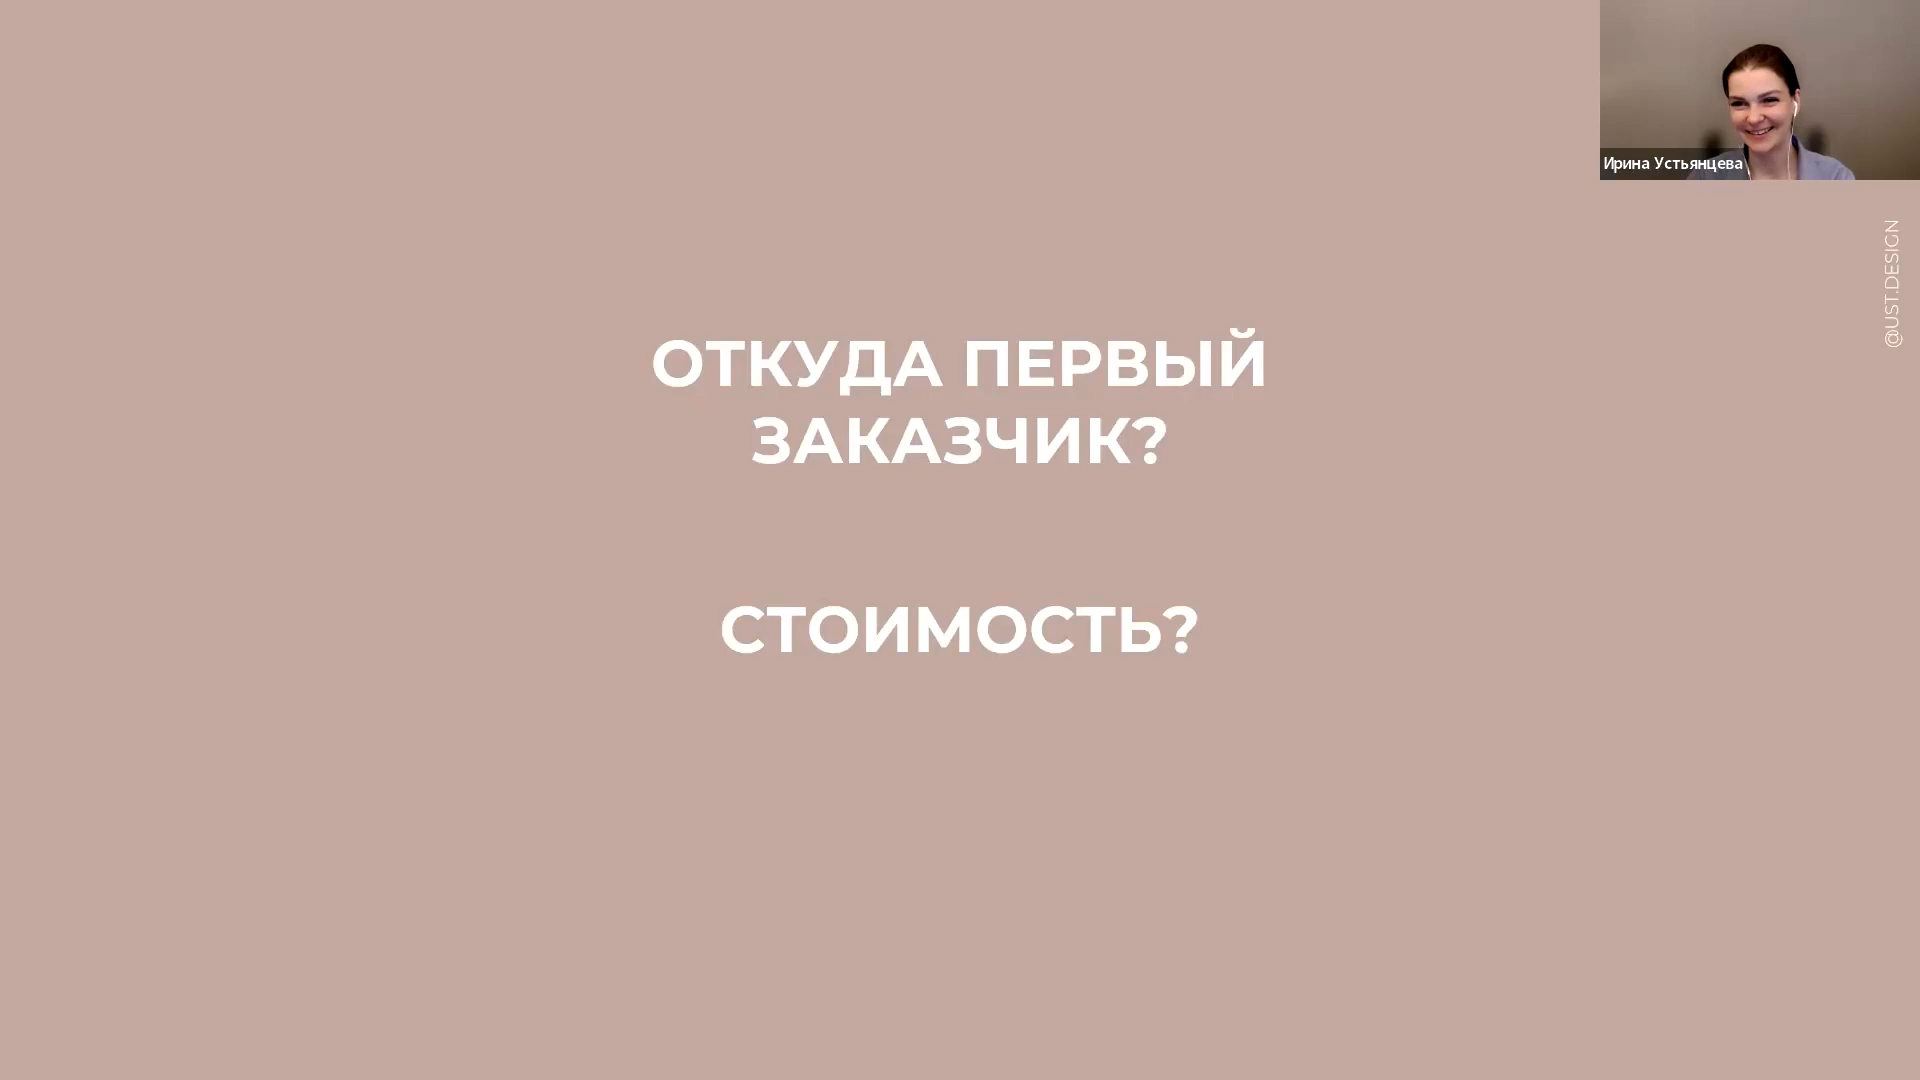 Ирина Устьянцева
@UST.DESIGN
ОТКУДА ПЕРВЫЙ
ЗАКАЗЧИК?
СТОИМОСТЬ?